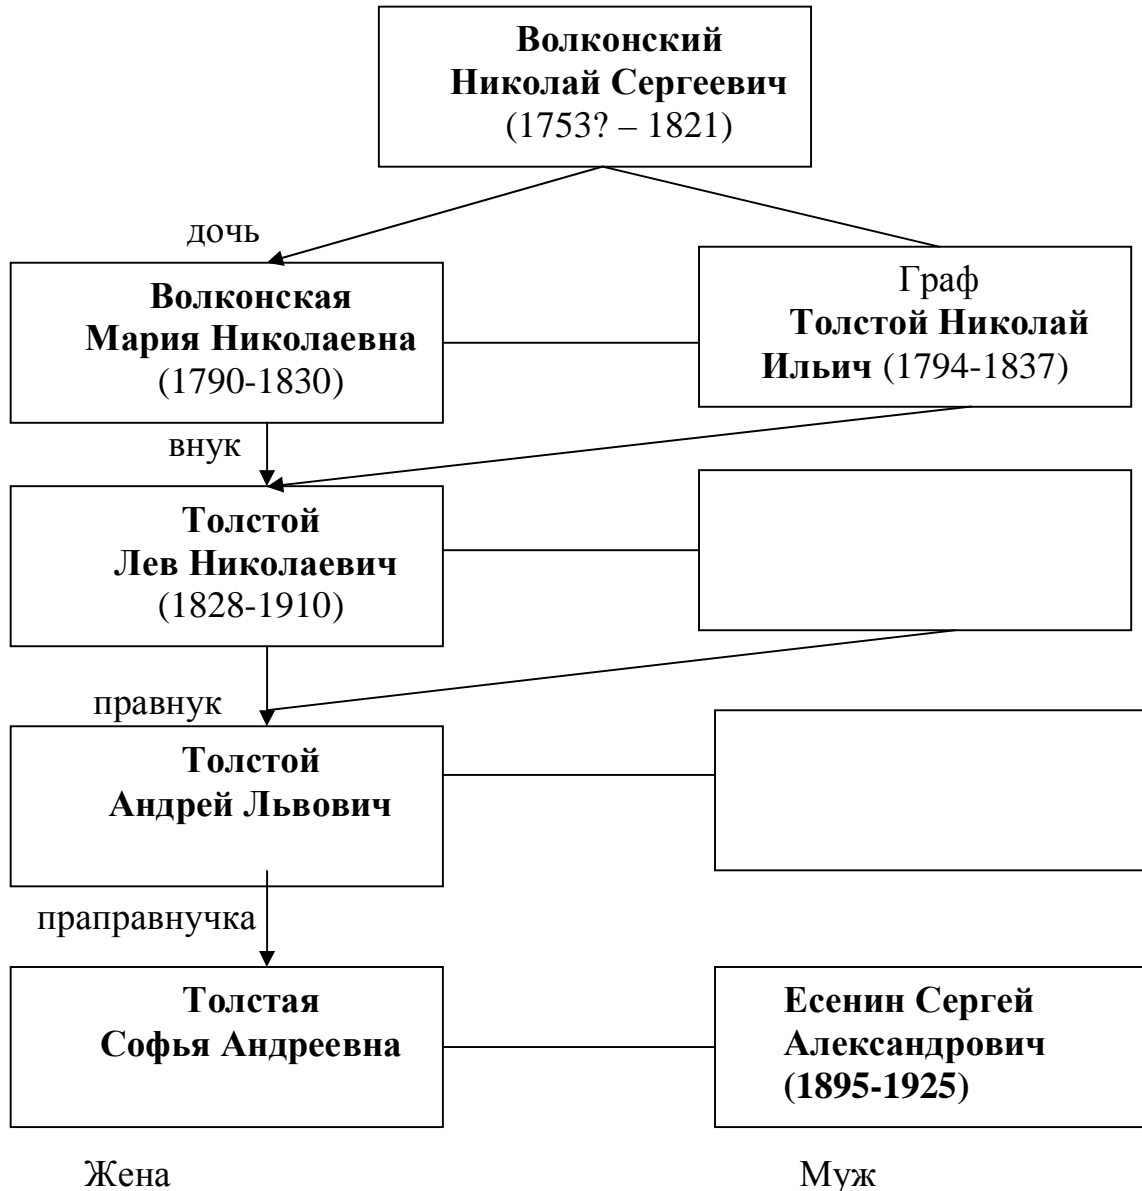 Волконский
Николай Сергеевич
(1753? – 1821)
дочь
Волконская
Мария Николаевна
(1790-1830)
Граф
Толстой Николай
Ильич (1794-1837)
внук
Толстой
Лев Николаевич
(1828-1910)
правнук
Толстой
Андрей Львович
праправнучка
Толстая
Софья Андреевна
Есенин Сергей
Александрович
(1895-1925)
Жена
Муж